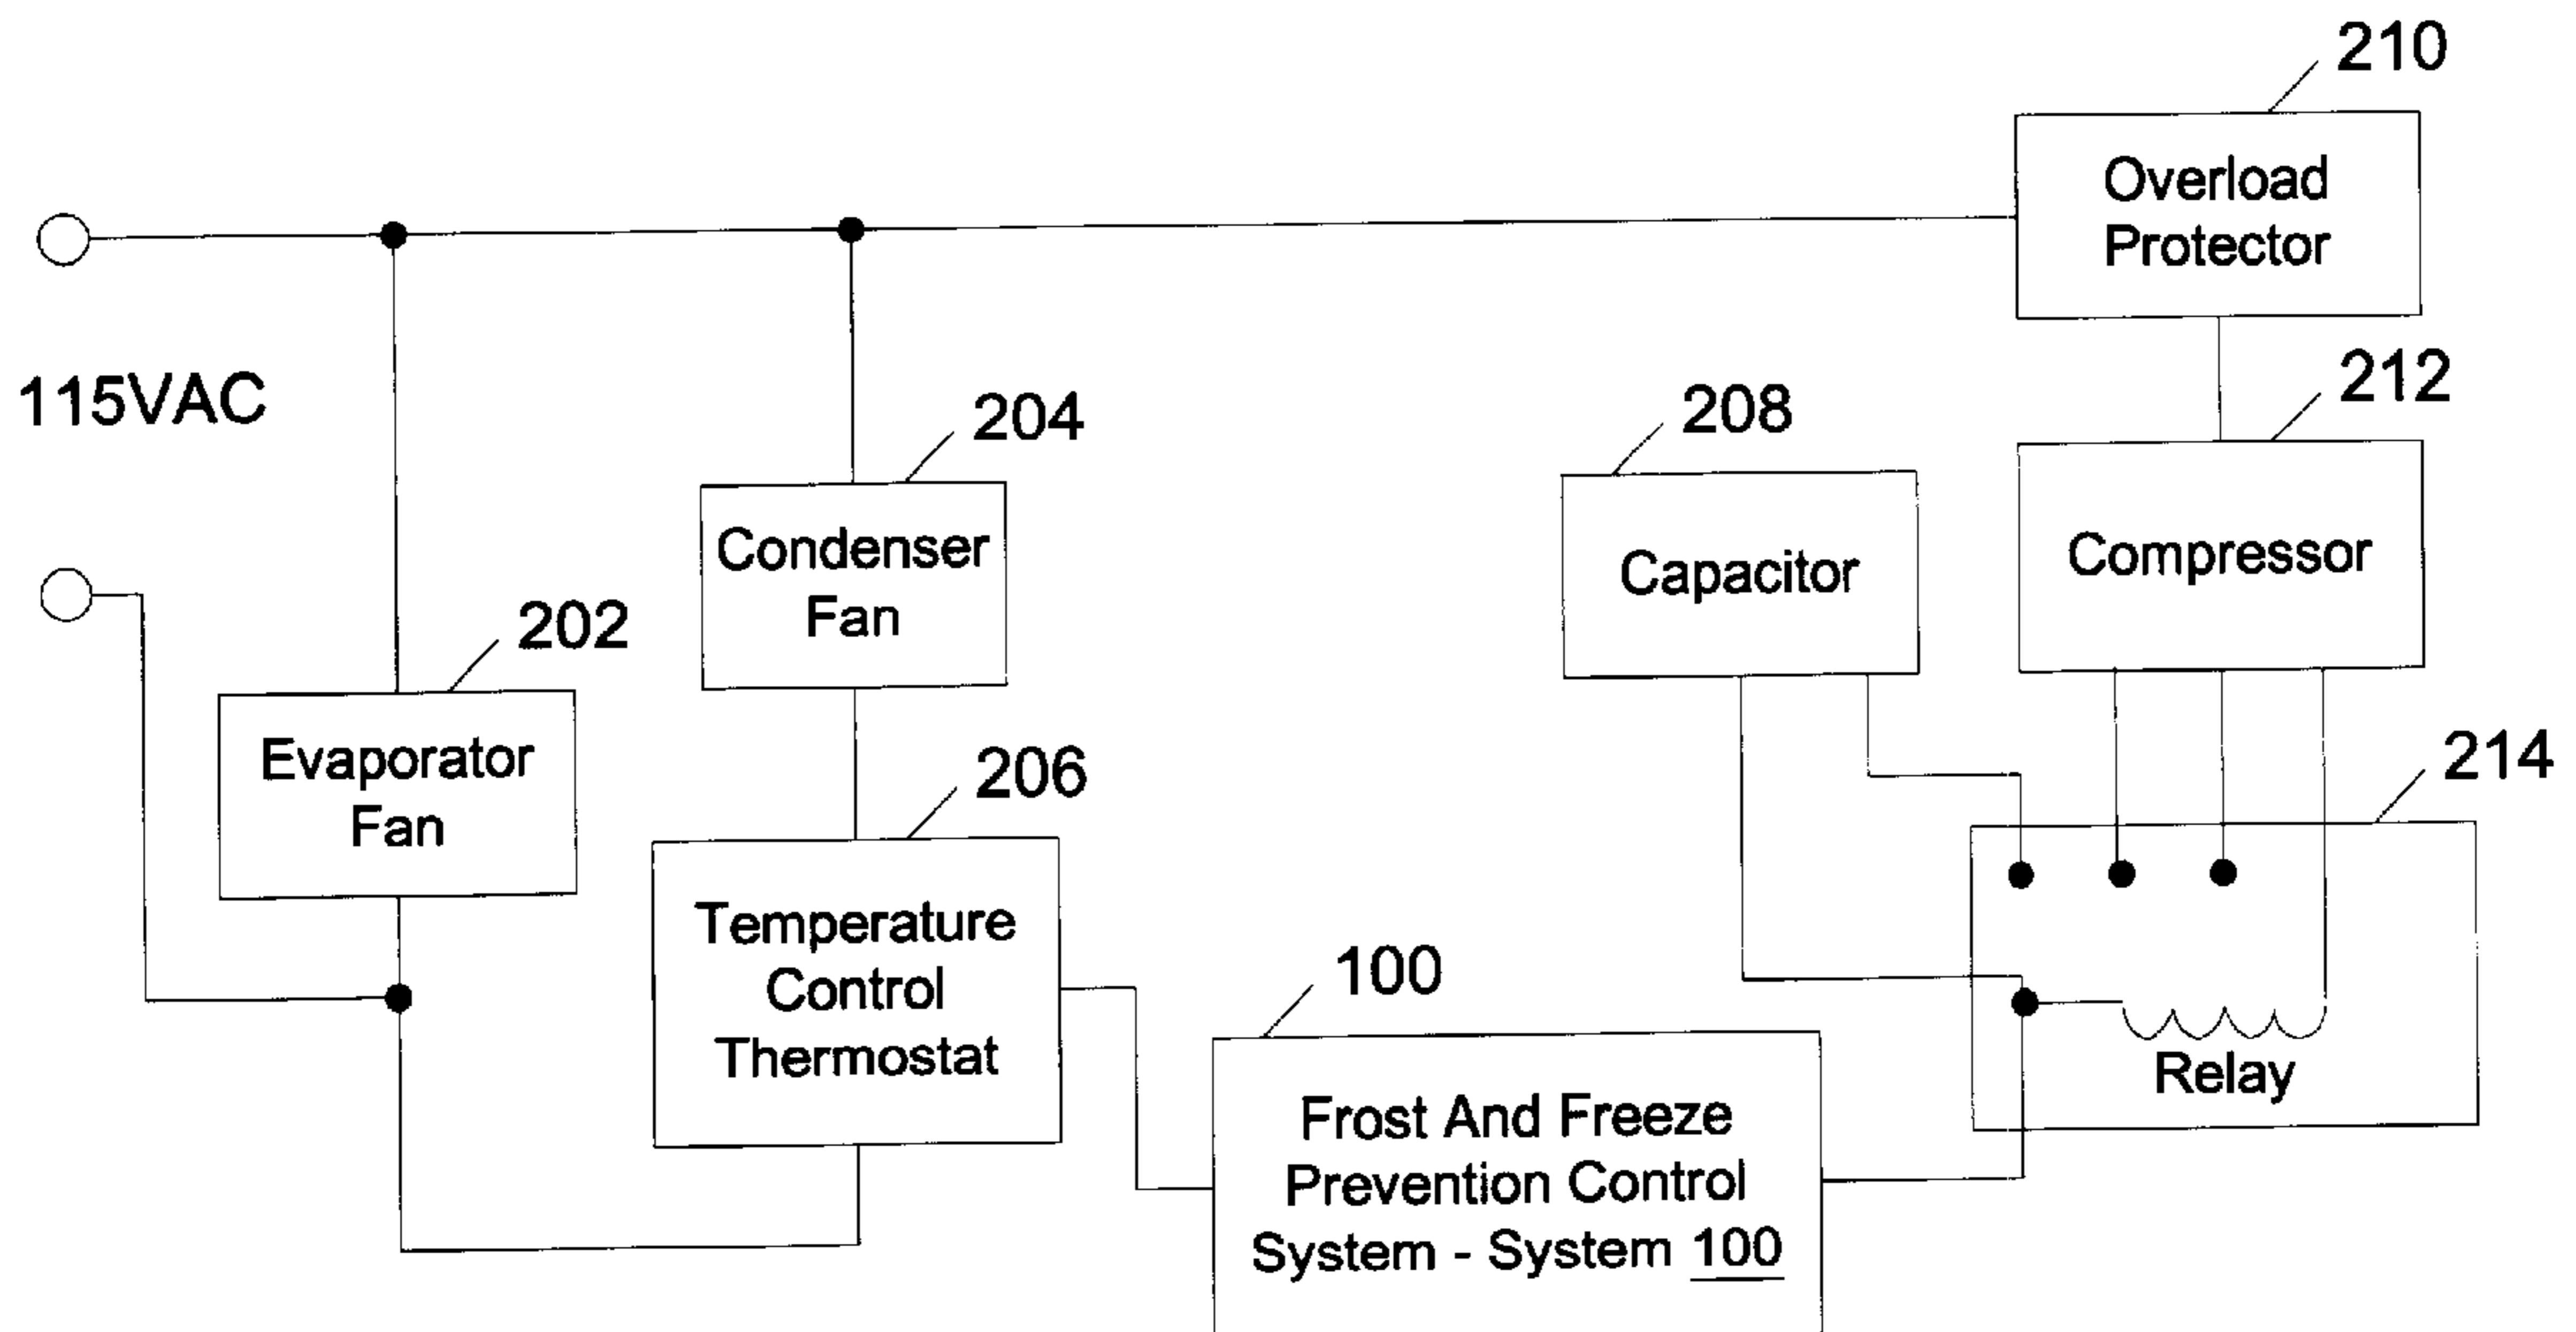 210
Overload
Protector
115VAC
204
208
212
Condenser
Fan
Capacitor
Compressor
202
Evaporator
Fan
206
214
Temperature
Control
Thermostat
100
Relay
Frost And Freeze
Prevention Control
System - System 100